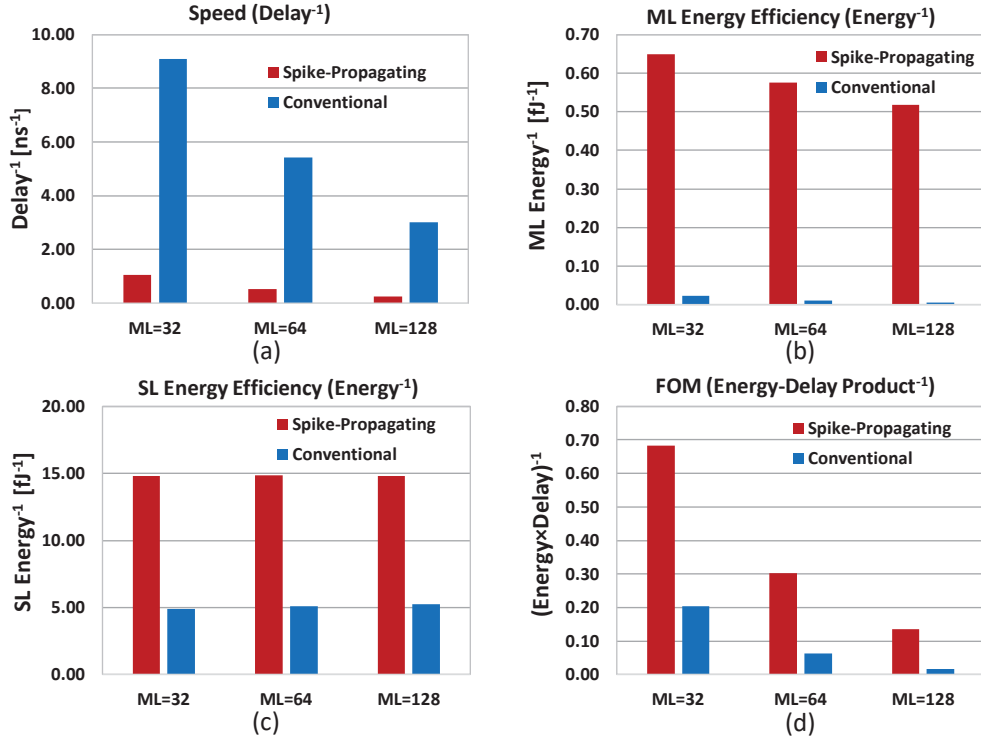 Speed (Delay⁻¹)
10.00
8.00
6.00
4.00
2.00
0.00
Delay⁻¹ [ns⁻¹]
Spike-Propagating
Conventional
ML=32
ML=64
ML=128
(a)
ML Energy Efficiency (Energy⁻¹)
0.70
0.60
0.50
0.40
0.30
0.20
0.10
0.00
ML Energy⁻¹ [fJ⁻¹]
Spike-Propagating
Conventional
ML=32
ML=64
ML=128
(b)
SL Energy Efficiency (Energy⁻¹)
20.00
15.00
10.00
5.00
0.00
SL Energy⁻¹ [fJ⁻¹]
Spike-Propagating
Conventional
ML=32
ML=64
ML=128
(c)
FOM (Energy-Delay Product⁻¹)
0.80
0.70
0.60
0.50
0.40
0.30
0.20
0.10
0.00
(Energy×Delay)⁻¹
Spike-Propagating
Conventional
ML=32
ML=64
ML=128
(d)